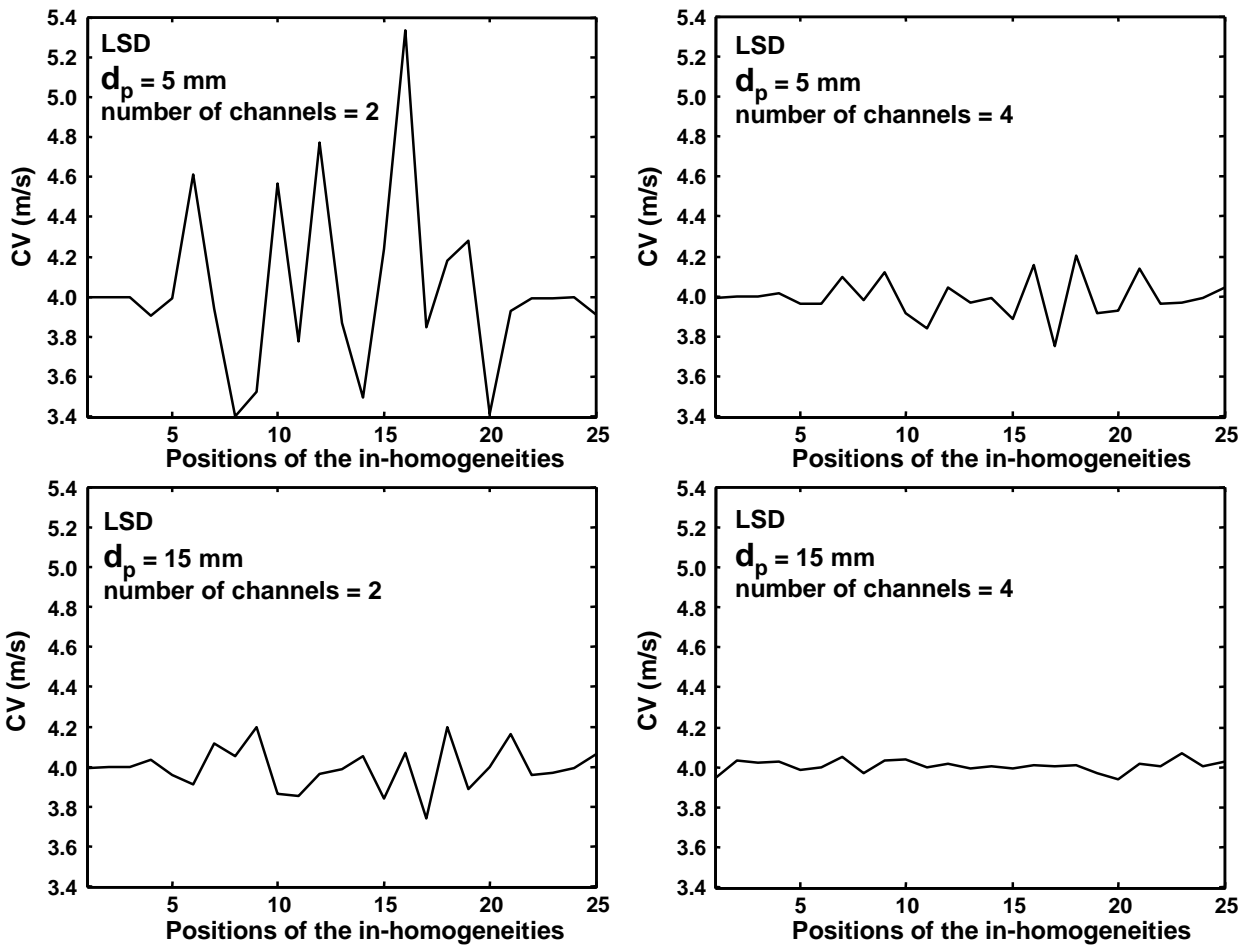 5.4
5.2
5.0
4.8
4.6
4.4
4.2
4.0
3.8
3.6
3.4
CV (m/s)
LSD
dp = 5 mm
number of channels = 2
5 10 15 20 25
Positions of the in-homogeneities
5.4
5.2
5.0
4.8
4.6
4.4
4.2
4.0
3.8
3.6
3.4
CV (m/s)
LSD
dp = 5 mm
number of channels = 4
5 10 15 20 25
Positions of the in-homogeneities
5.4
5.2
5.0
4.8
4.6
4.4
4.2
4.0
3.8
3.6
3.4
CV (m/s)
LSD
dp = 15 mm
number of channels = 2
5 10 15 20 25
Positions of the in-homogeneities
5.4
5.2
5.0
4.8
4.6
4.4
4.2
4.0
3.8
3.6
3.4
CV (m/s)
LSD
dp = 15 mm
number of channels = 4
5 10 15 20 25
Positions of the in-homogeneities